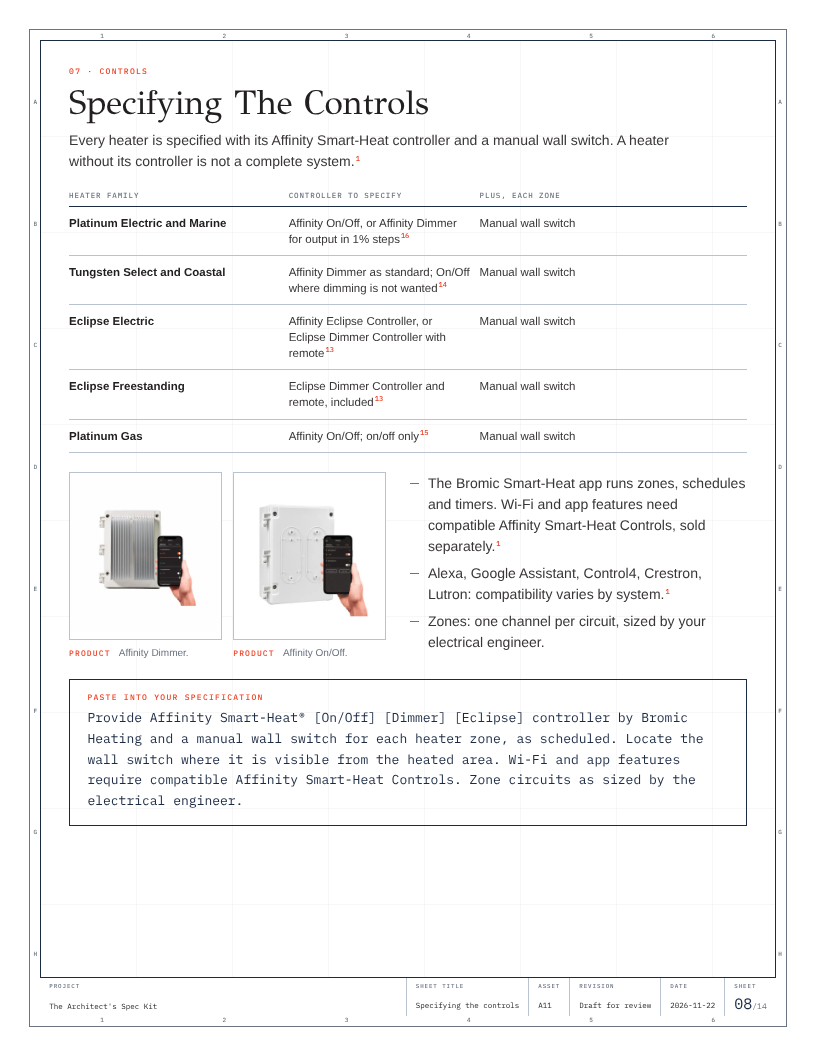 1 2 3 4 5 6
A A
B B
C C
D D
E E
F F
G G
H H
07 · CONTROLS
Specifying The Controls
Every heater is specified with its Affinity Smart-Heat controller and a manual wall switch. A heater
without its controller is not a complete system.1
HEATER FAMILY CONTROLLER TO SPECIFY PLUS, EACH ZONE
Platinum Electric and Marine Affinity On/Off, or Affinity Dimmer Manual wall switch
for output in 1% steps16
Tungsten Select and Coastal Affinity Dimmer as standard; On/Off Manual wall switch
where dimming is not wanted14
Eclipse Electric Affinity Eclipse Controller, or Manual wall switch
Eclipse Dimmer Controller with
remote13
Eclipse Freestanding Eclipse Dimmer Controller and Manual wall switch
remote, included13
Platinum Gas Affinity On/Off; on/off only15 Manual wall switch
PRODUCT Affinity Dimmer.
PRODUCT Affinity On/Off.
— The Bromic Smart-Heat app runs zones, schedules
and timers. Wi-Fi and app features need
compatible Affinity Smart-Heat Controls, sold
separately.1
— Alexa, Google Assistant, Control4, Crestron,
Lutron: compatibility varies by system.1
— Zones: one channel per circuit, sized by your
electrical engineer.
PASTE INTO YOUR SPECIFICATION
Provide Affinity Smart-Heat® [On/Off] [Dimmer] [Eclipse] controller by Bromic
Heating and a manual wall switch for each heater zone, as scheduled. Locate the
wall switch where it is visible from the heated area. Wi-Fi and app features
require compatible Affinity Smart-Heat Controls. Zone circuits as sized by the
electrical engineer.
PROJECT SHEET TITLE ASSET REVISION DATE SHEET
The Architect's Spec Kit Specifying the controls A11 Draft for review 2026-11-22 08/14
1 2 3 4 5 6